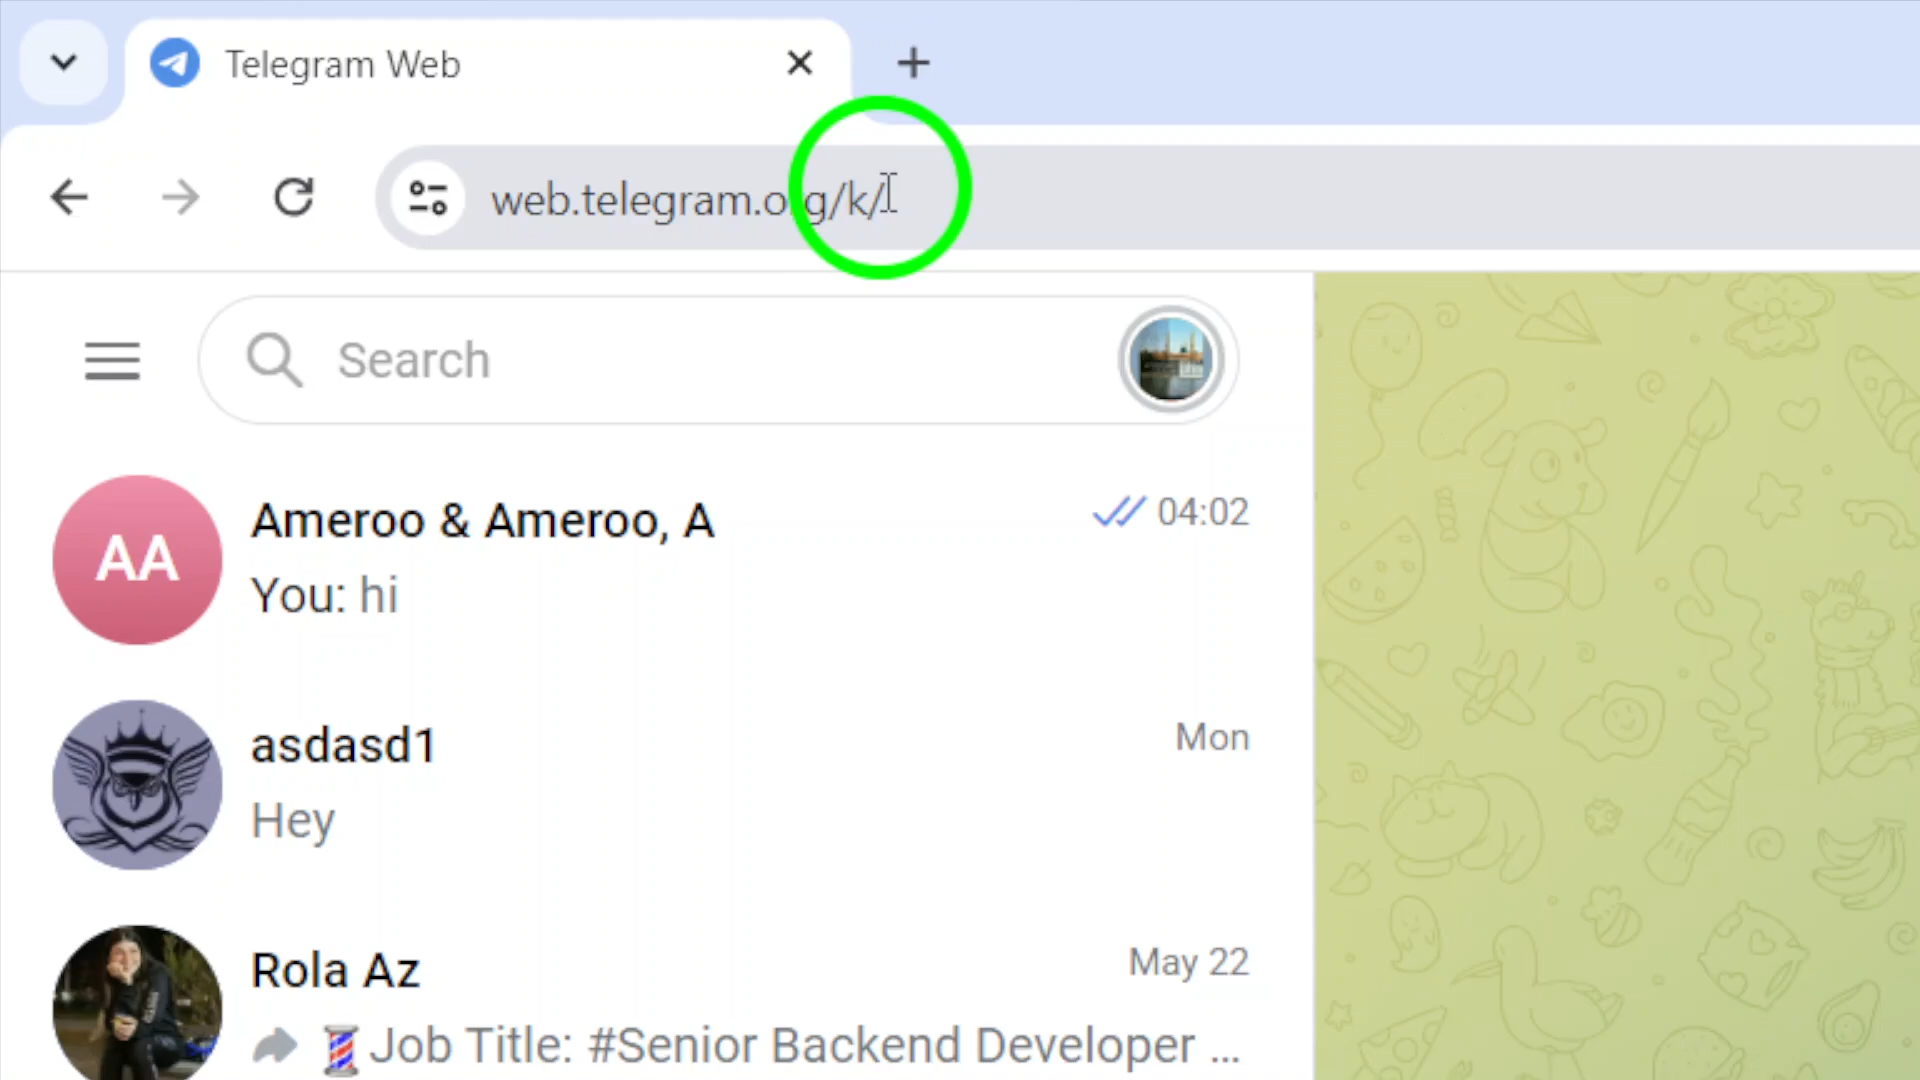 Telegram Web
web.telegram.org/k/
Search
Ameroo & Ameroo, A
04:02
You: hi
AA
asdasd1
Mon
Hey
Rola Az
May 22
💈Job Title: #Senior Backend Developer ...